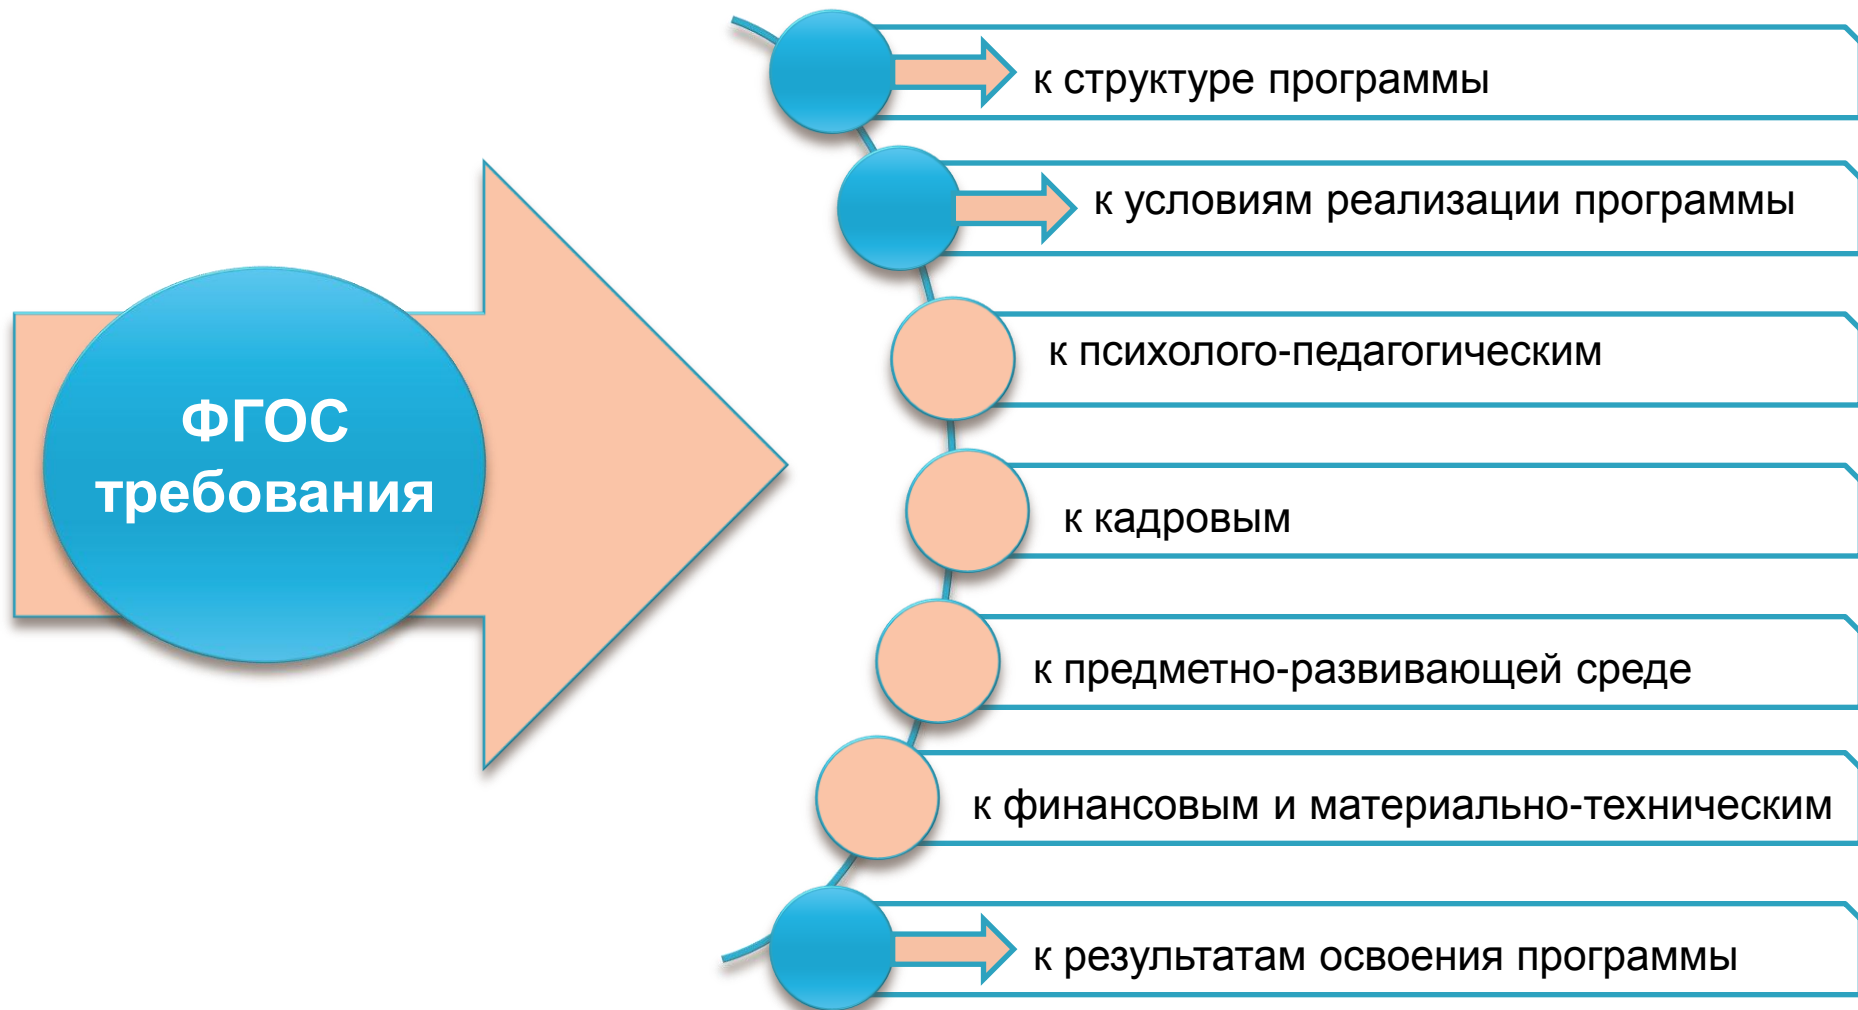 ФГОС
требования
к структуре программы
к условиям реализации программы
к психолого-педагогическим
к кадровым
к предметно-развивающей среде
к финансовым и материально-техническим
к результатам освоения программы